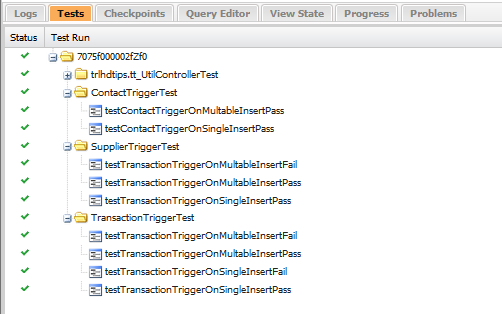 Logs Tests Checkpoints Query Editor View State Progress Problems
Status Test Run
7075f000002fZf0
trlhdtips.tt_UtilControllerTest
ContactTriggerTest
testContactTriggerOnMultableInsertPass
testContactTriggerOnSingleInsertPass
SupplierTriggerTest
testTransactionTriggerOnMultableInsertFail
testTransactionTriggerOnMultableInsertPass
testTransactionTriggerOnSingleInsertPass
TransactionTriggerTest
testTransactionTriggerOnMultableInsertFail
testTransactionTriggerOnMultableInsertPass
testTransactionTriggerOnSingleInsertFail
testTransactionTriggerOnSingleInsertPass